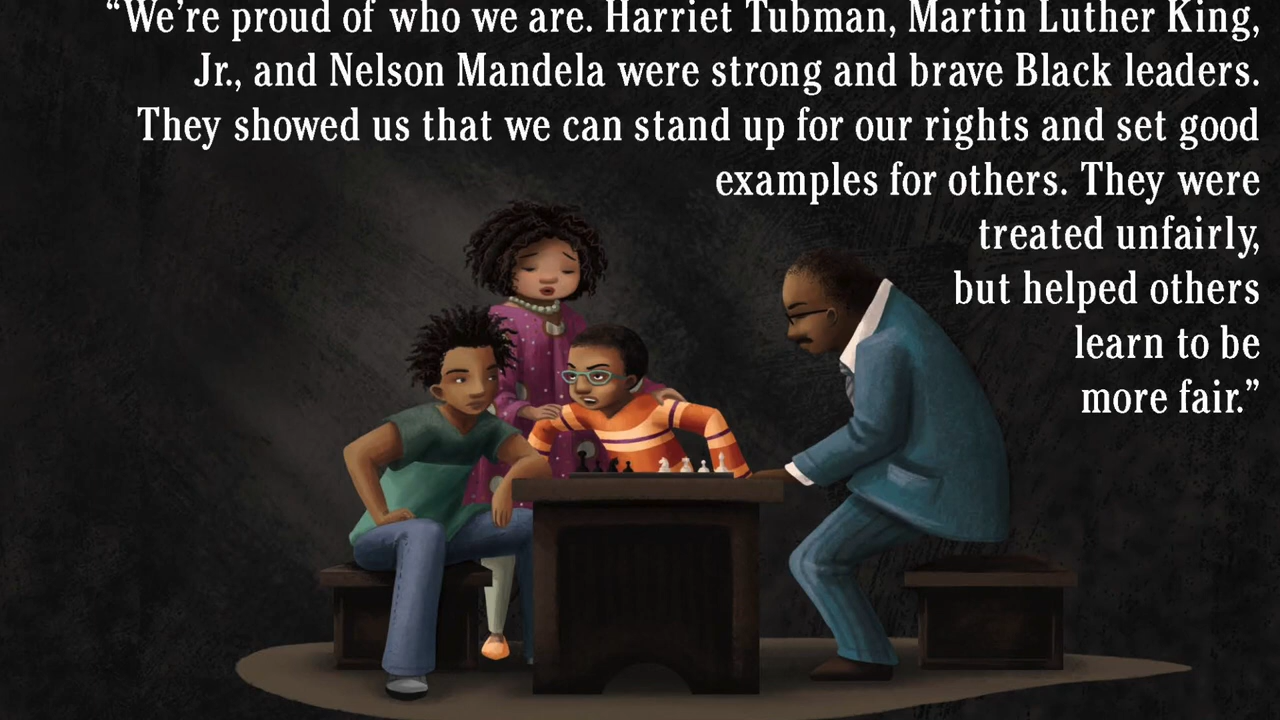 “We’re proud of who we are. Harriet Tubman, Martin Luther King,
Jr., and Nelson Mandela were strong and brave Black leaders.
They showed us that we can stand up for our rights and set good
examples for others. They were
treated unfairly,
but helped others
learn to be
more fair.”